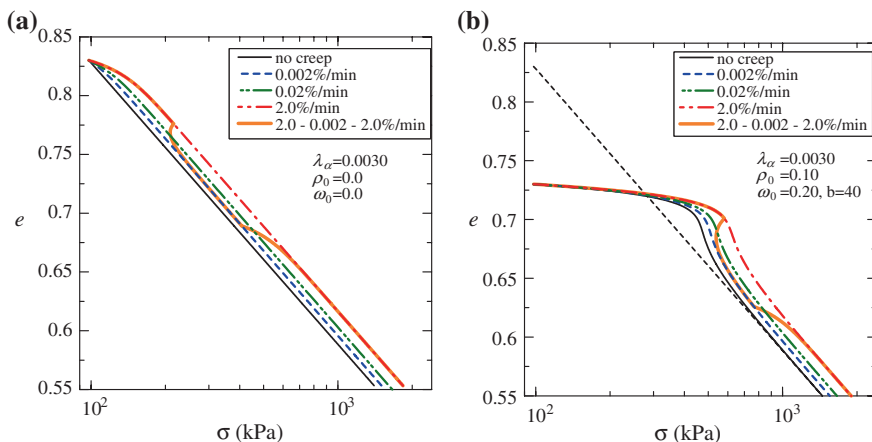 (a)
0.85
0.8
0.75
0.7
0.65
0.6
0.55
e
10²
10³
σ (kPa)
no creep
0.002%/min
0.02%/min
2.0%/min
2.0 - 0.002 - 2.0%/min
λα=0.0030
ρ0=0.0
ω0=0.0
(b)
0.85
0.8
0.75
0.7
0.65
0.6
0.55
e
10²
10³
σ (kPa)
no creep
0.002%/min
0.02%/min
2.0%/min
2.0 - 0.002 - 2.0%/min
λα=0.0030
ρ0=0.10
ω0=0.20, b=40